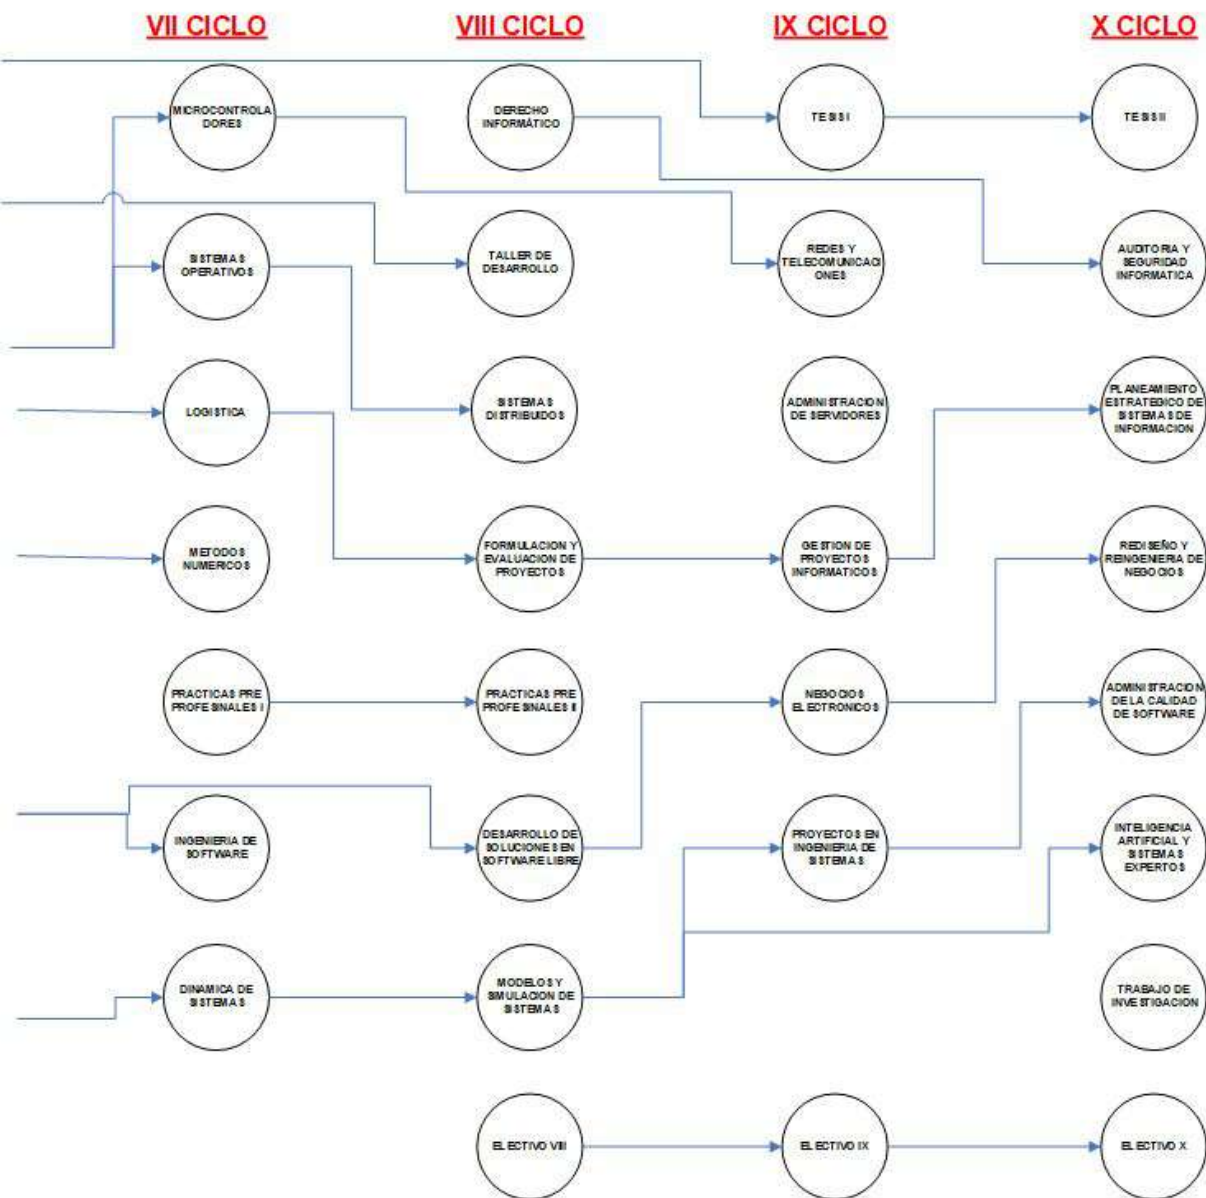 VII CICLO
VIII CICLO
IX CICLO
X CICLO
MICROCONTROLA
DORES
DERECHO
INFORMÁTICO
TESIS I
TESIS II
SISTEMAS
OPERATIVOS
TALLER DE
DESARROLLO
REDES Y
TELECOMUNICACI
ONES
AUDITORIA Y
SEGURIDAD
INFORMATICA
LOGISTICA
SISTEMAS
DISTRIBUIDOS
ADMINISTRACION
DE SERVIDORES
PLANEAMIENTO
ESTRATEGICO DE
SISTEMAS DE
INFORMACION
METODOS
NUMERICOS
FORMULACION Y
EVALUACION DE
PROYECTOS
GESTION DE
PROYECTOS
INFORMATICOS
REDISEÑO Y
REINGENIERIA DE
NEGOCIOS
PRACTICAS PRE
PROFESINALES I
PRACTICAS PRE
PROFESINALES II
NEGOCIOS
ELECTRONICOS
ADMINISTRACION
DE LA CALIDAD
DE SOFTWARE
INGENIERIA DE
SOFTWARE
DESARROLLO DE
SOLUCIONES EN
SOFTWARE LIBRE
PROYECTOS EN
INGENIERIA DE
SISTEMAS
INTELIGENCIA
ARTIFICIAL Y
SISTEMAS
EXPERTOS
DINAMICA DE
SISTEMAS
MODELOS Y
SIMULACION DE
SISTEMAS
TRABAJO DE
INVESTIGACION
ELECTIVO VIII
ELECTIVO IX
ELECTIVO X